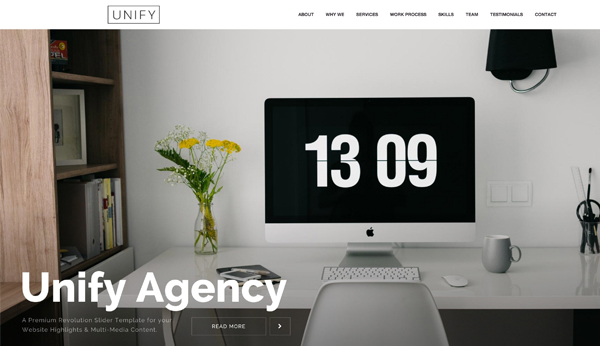 UNIFY
ABOUT WHY WE SERVICES WORK PROCESS SKILLS TEAM TESTIMONIALS CONTACT
13 09
Unify Agency
A Premium Revolution Slider Template for your
Website Highlights & Multi-Media Content.
READ MORE